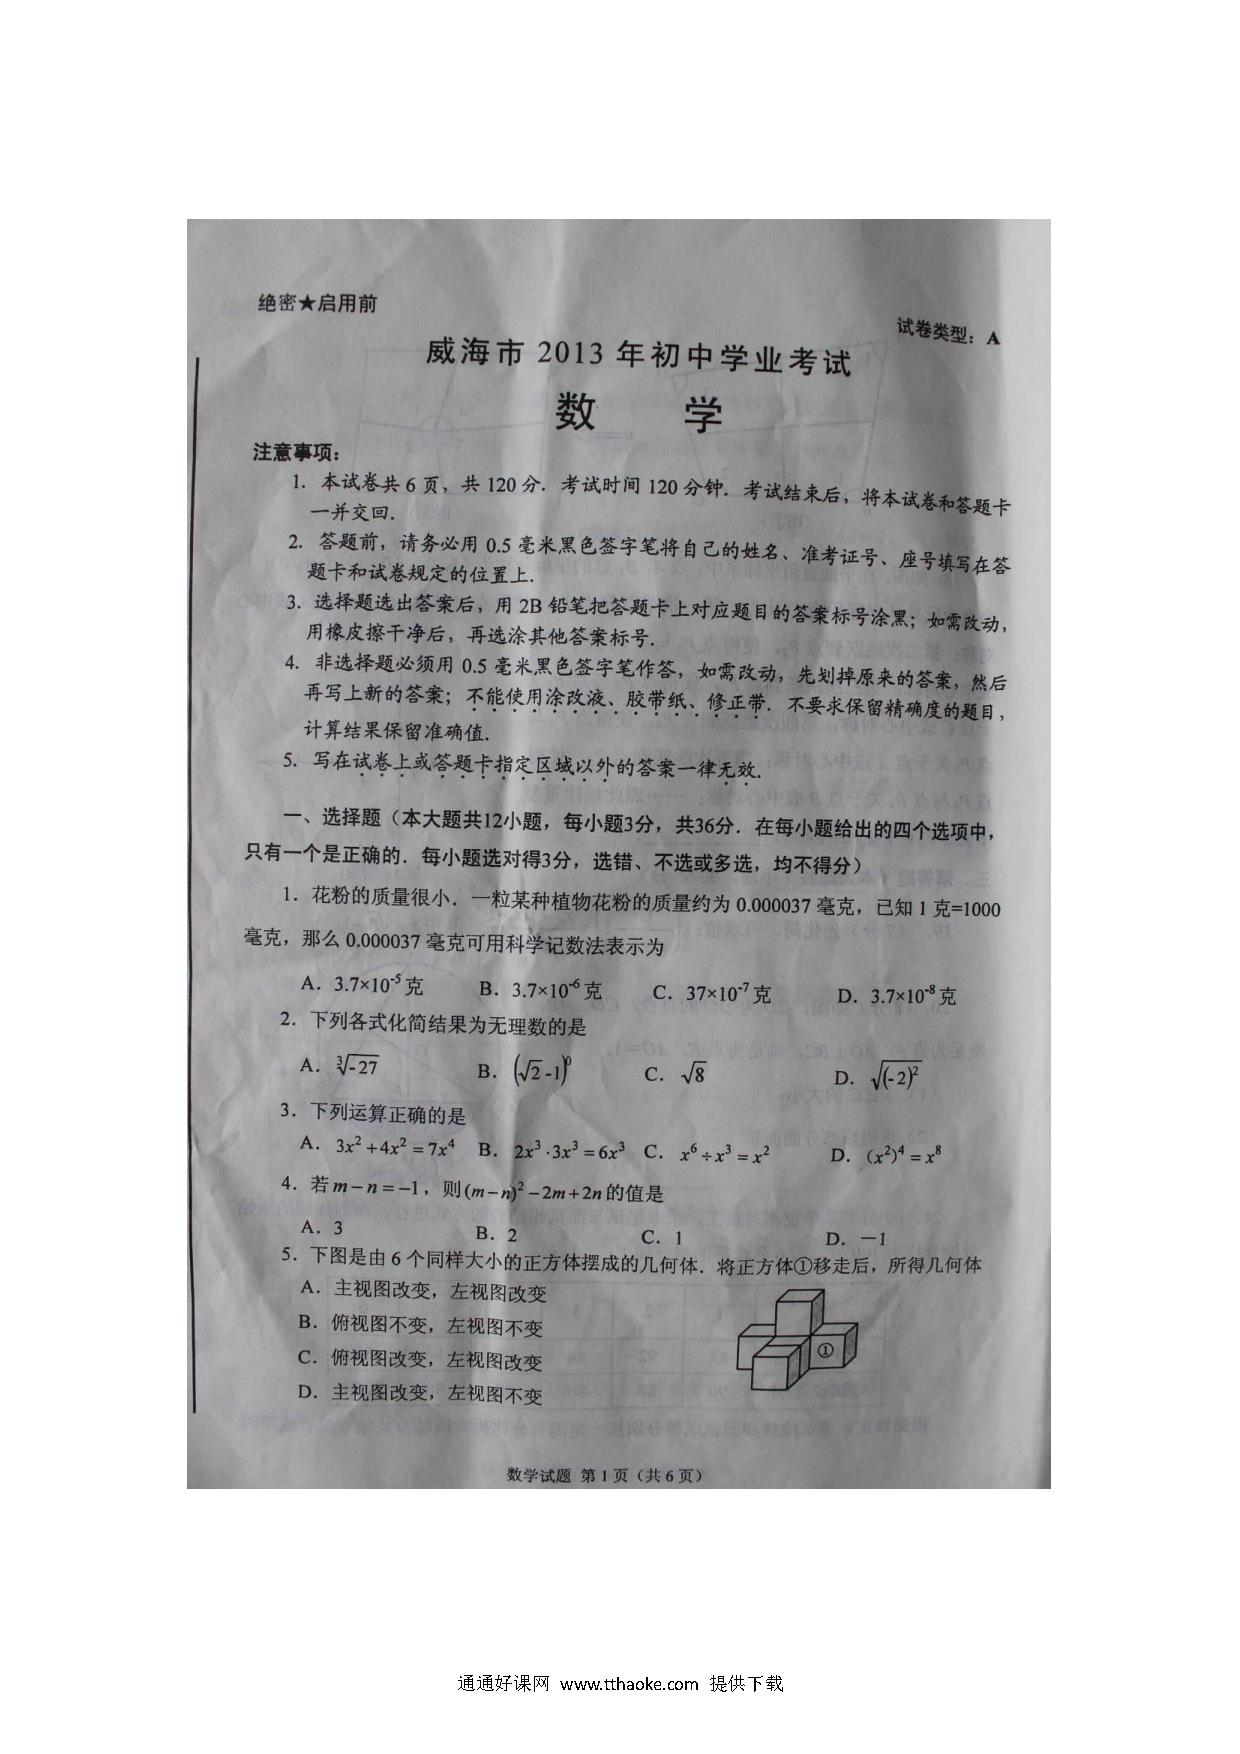 绝密★启用前
试卷类型：A
威海市 2013 年初中学业考试
数 学
注意事项：
1. 本试卷共 6 页，共 120 分．考试时间 120 分钟．考试结束后，将本试卷和答题卡
一并交回．
2. 答题前，请务必用 0.5 毫米黑色签字笔将自己的姓名、准考证号、座号填写在答
题卡和试卷规定的位置上．
3. 选择题选出答案后，用 2B 铅笔把答题卡上对应题目的答案标号涂黑；如需改动，
用橡皮擦干净后，再选涂其他答案标号．
4. 非选择题必须用 0.5 毫米黑色签字笔作答，如需改动，先划掉原来的答案，然后
再写上新的答案；不能使用涂改液、胶带纸、修正带．不要求保留精确度的题目，
计算结果保留准确值．
5. 写在试卷上或答题卡指定区域以外的答案一律无效．
一、选择题（本大题共12小题，每小题3分，共36分．在每小题给出的四个选项中，
只有一个是正确的．每小题选对得3分，选错、不选或多选，均不得分）
1．花粉的质量很小．一粒某种植物花粉的质量约为 0.000037 毫克，已知 1 克=1000
毫克，那么 0.000037 毫克可用科学记数法表示为
A．3.7×10⁻⁵ 克 B．3.7×10⁻⁶ 克 C．37×10⁻⁷ 克 D．3.7×10⁻⁸ 克
2．下列各式化简结果为无理数的是
A．∛-27 B．(√2-1)⁰ C．√8 D．√(-2)²
3．下列运算正确的是
A．3x²+4x²=7x⁴ B．2x³·3x³=6x³ C．x⁶÷x³=x² D．(x²)⁴=x⁸
4．若 m－n=－1，则 (m－n)²－2m+2n 的值是
A．3 B．2 C．1 D．－1
5．下图是由 6 个同样大小的正方体摆成的几何体．将正方体①移走后，所得几何体
A．主视图改变，左视图改变
B．俯视图不变，左视图不变
C．俯视图改变，左视图改变
D．主视图改变，左视图不变
①
数学试题 第 1 页（共 6 页）
通通好课网 www.tthaoke.com 提供下载